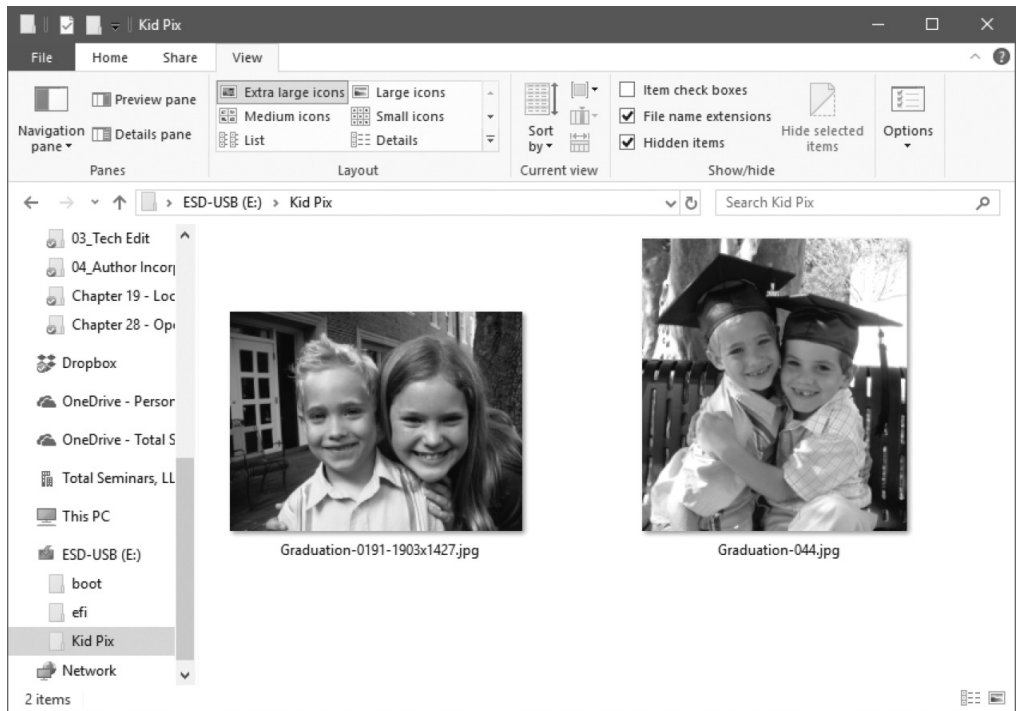 Kid Pix
File Home Share View
Navigation pane
Preview pane
Details pane
Panes
Extra large icons Large icons
Medium icons Small icons
List Details
Layout
Sort by
Current view
Item check boxes
File name extensions
Hidden items
Hide selected items
Show/hide
Options
ESD-USB (E:) Kid Pix
Search Kid Pix
03_Tech Edit
04_Author Incorp
Chapter 19 - Loc
Chapter 28 - Ope
Dropbox
OneDrive - Person
OneDrive - Total S
Total Seminars, LL
This PC
ESD-USB (E:)
boot
efi
Kid Pix
Network
Graduation-0191-1903x1427.jpg
Graduation-044.jpg
2 items